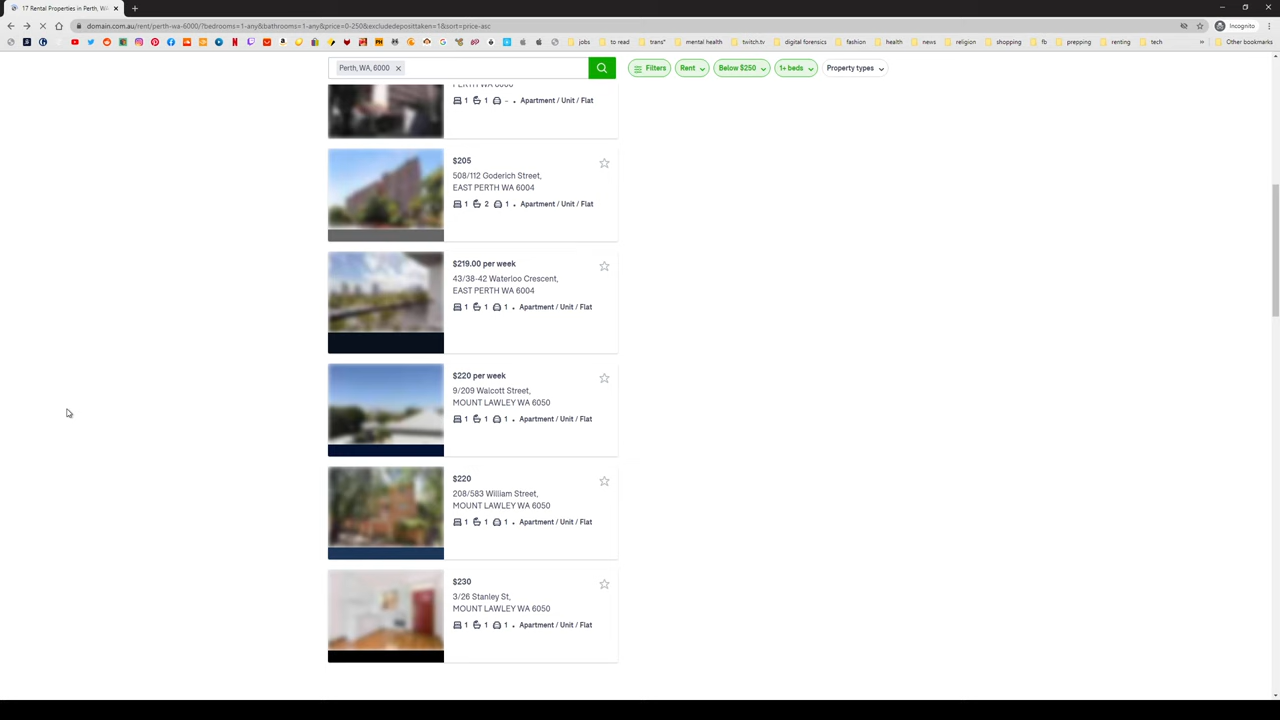 17 Rental Properties in Perth, W
domain.com.au/rent/perth-wa-6000/?bedrooms=1-any&bathrooms=1-any&price=0-250&excludedeposittaken=1&sort=price-asc
Incognito
jobs
to read
trans*
mental health
twitch.tv
digital forensics
fashion
health
news
religion
shopping
fb
prepping
renting
tech
»
Other bookmarks
Perth, WA, 6000
Filters
Rent
Below $250
1+ beds
Property types
PERTH WA 6000
1 1 - . Apartment / Unit / Flat
$205
508/112 Goderich Street,
EAST PERTH WA 6004
1 2 1 . Apartment / Unit / Flat
$219.00 per week
43/38-42 Waterloo Crescent,
EAST PERTH WA 6004
1 1 1 . Apartment / Unit / Flat
$220 per week
9/209 Walcott Street,
MOUNT LAWLEY WA 6050
1 1 1 . Apartment / Unit / Flat
$220
208/583 William Street,
MOUNT LAWLEY WA 6050
1 1 1 . Apartment / Unit / Flat
$230
3/26 Stanley St,
MOUNT LAWLEY WA 6050
1 1 1 . Apartment / Unit / Flat